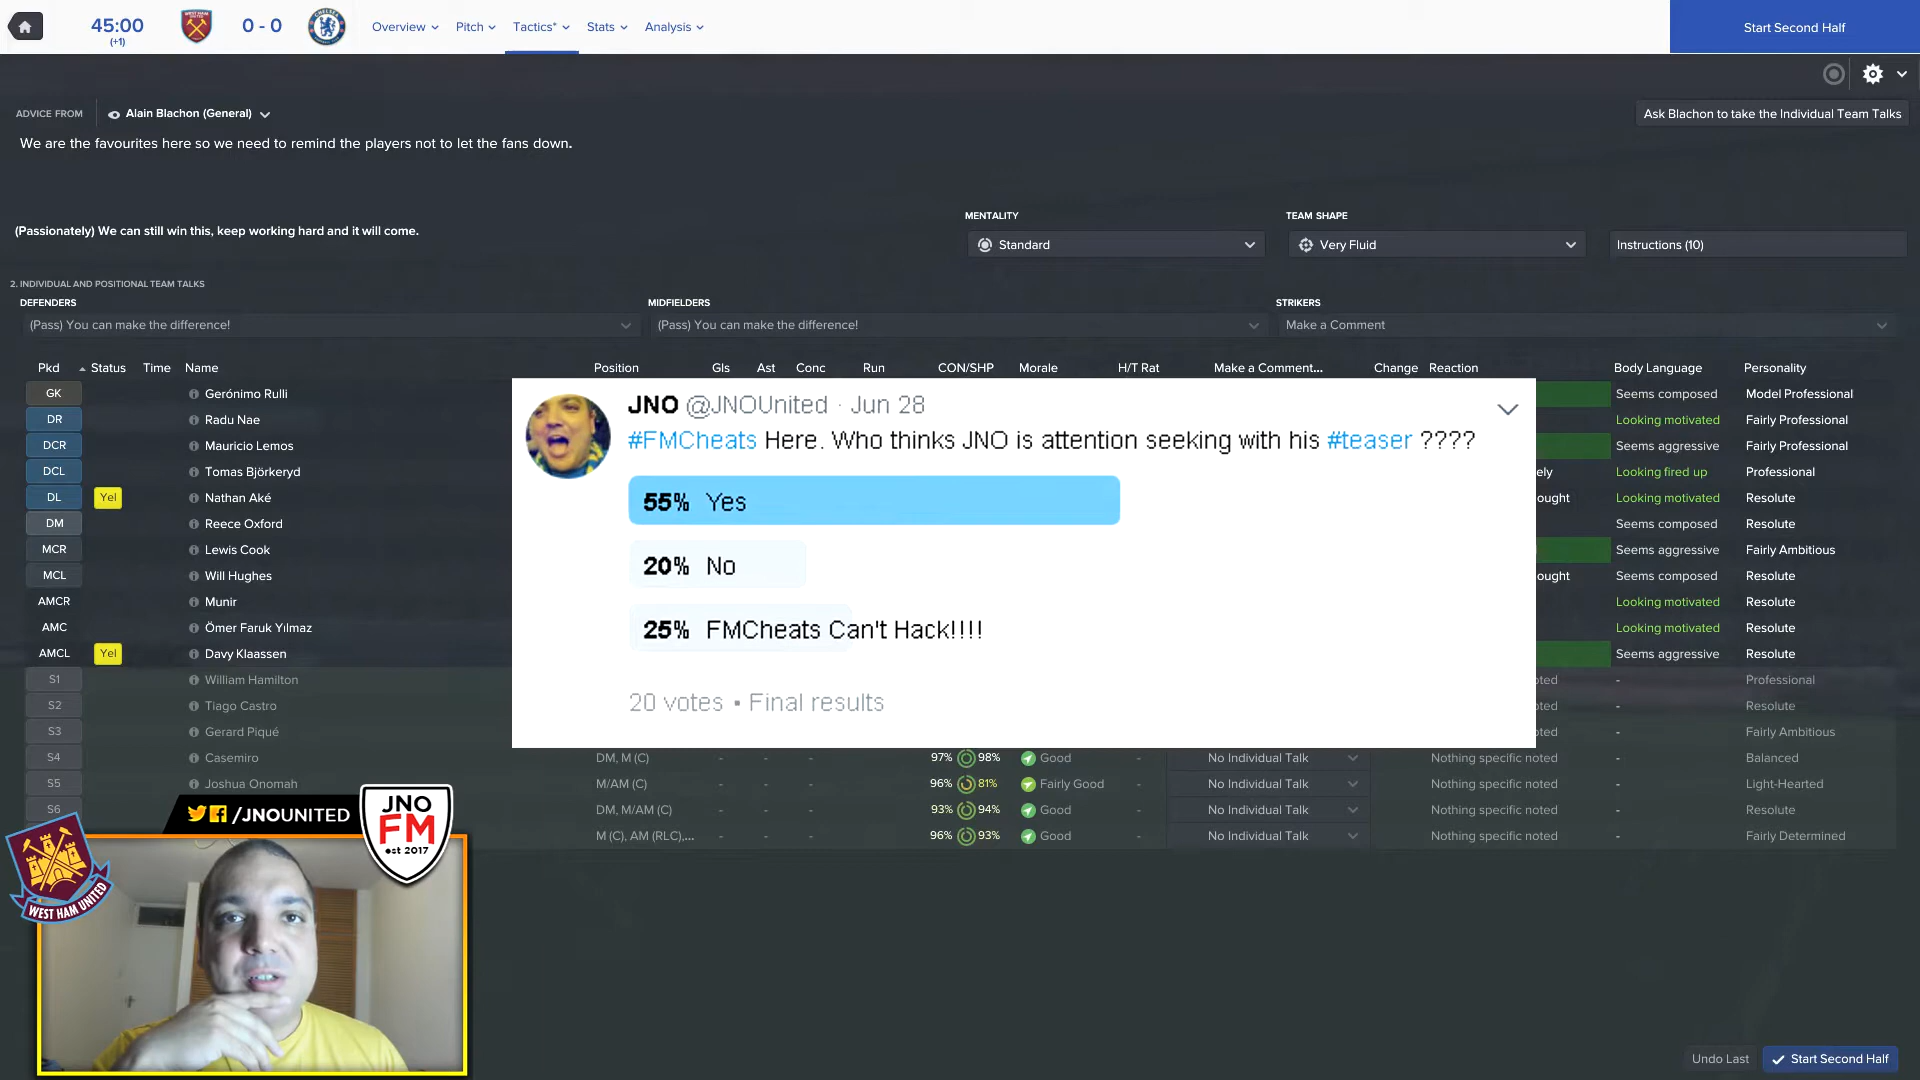 45:00
(+1)
0 - 0
Overview
Pitch
Tactics*
Stats
Analysis
Start Second Half
ADVICE FROM
Alain Blachon (General)
Ask Blachon to take the Individual Team Talks
We are the favourites here so we need to remind the players not to let the fans down.
MENTALITY
TEAM SHAPE
(Passionately) We can still win this, keep working hard and it will come.
Standard
Very Fluid
Instructions (10)
2. INDIVIDUAL AND POSITIONAL TEAM TALKS
DEFENDERS
MIDFIELDERS
STRIKERS
(Pass) You can make the difference!
(Pass) You can make the difference!
Make a Comment
Pkd Status Time Name Position Gls Ast Conc Run CON/SHP Morale H/T Rat Make a Comment... Change Reaction Body Language Personality
GK Gerónimo Rulli Seems composed Model Professional
DR Radu Nae Looking motivated Fairly Professional
DCR Mauricio Lemos Seems aggressive Fairly Professional
DCL Tomas Björkeryd ely Looking fired up Professional
DL Yel Nathan Aké ought Looking motivated Resolute
DM Reece Oxford Seems composed Resolute
MCR Lewis Cook Seems aggressive Fairly Ambitious
MCL Will Hughes ought Seems composed Resolute
AMCR Munir Looking motivated Resolute
AMC Ömer Faruk Yılmaz Looking motivated Resolute
AMCL Yel Davy Klaassen Seems aggressive Resolute
S1 William Hamilton oted - Professional
S2 Tiago Castro oted - Resolute
S3 Gerard Piqué oted - Fairly Ambitious
S4 Casemiro DM, M (C) - - - - 97% 98% Good - No Individual Talk Nothing specific noted - Balanced
S5 Joshua Onomah M/AM (C) - - - - 96% 81% Fairly Good - No Individual Talk Nothing specific noted - Light-Hearted
S6 DM, M/AM (C) - - - - 93% 94% Good - No Individual Talk Nothing specific noted - Resolute
M (C), AM (RLC),... - - - - 96% 93% Good - No Individual Talk Nothing specific noted - Fairly Determined
JNO @JNOUnited · Jun 28
#FMCheats Here. Who thinks JNO is attention seeking with his #teaser ????
55% Yes
20% No
25% FMCheats Can't Hack!!!!
20 votes • Final results
/JNOUNITED
JNO
FM
est 2017
WEST HAM UNITED
Undo Last
Start Second Half